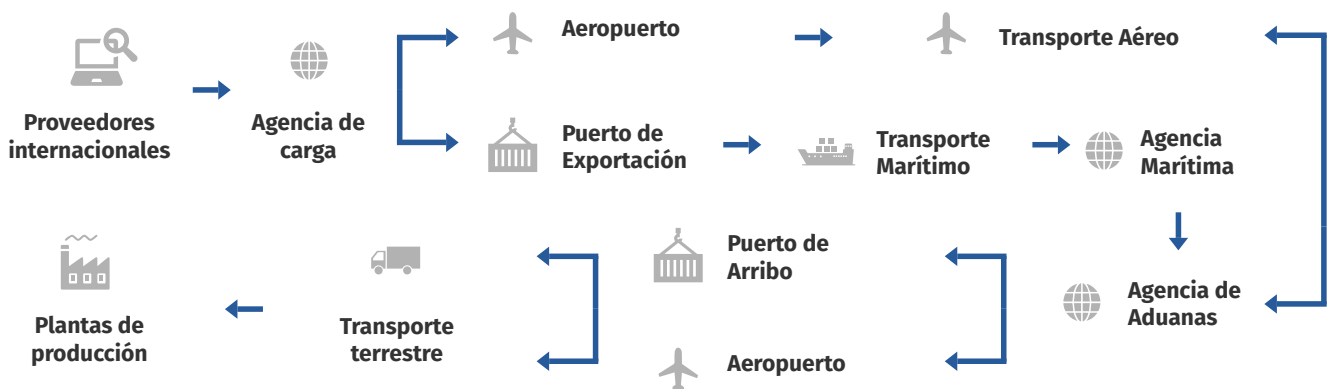 Aeropuerto
Transporte Aéreo
Proveedores
internacionales
Agencia de
carga
Puerto de
Exportación
Transporte
Marítimo
Agencia
Marítima
Puerto de
Arribo
Agencia de
Aduanas
Plantas de
producción
Transporte
terrestre
Aeropuerto